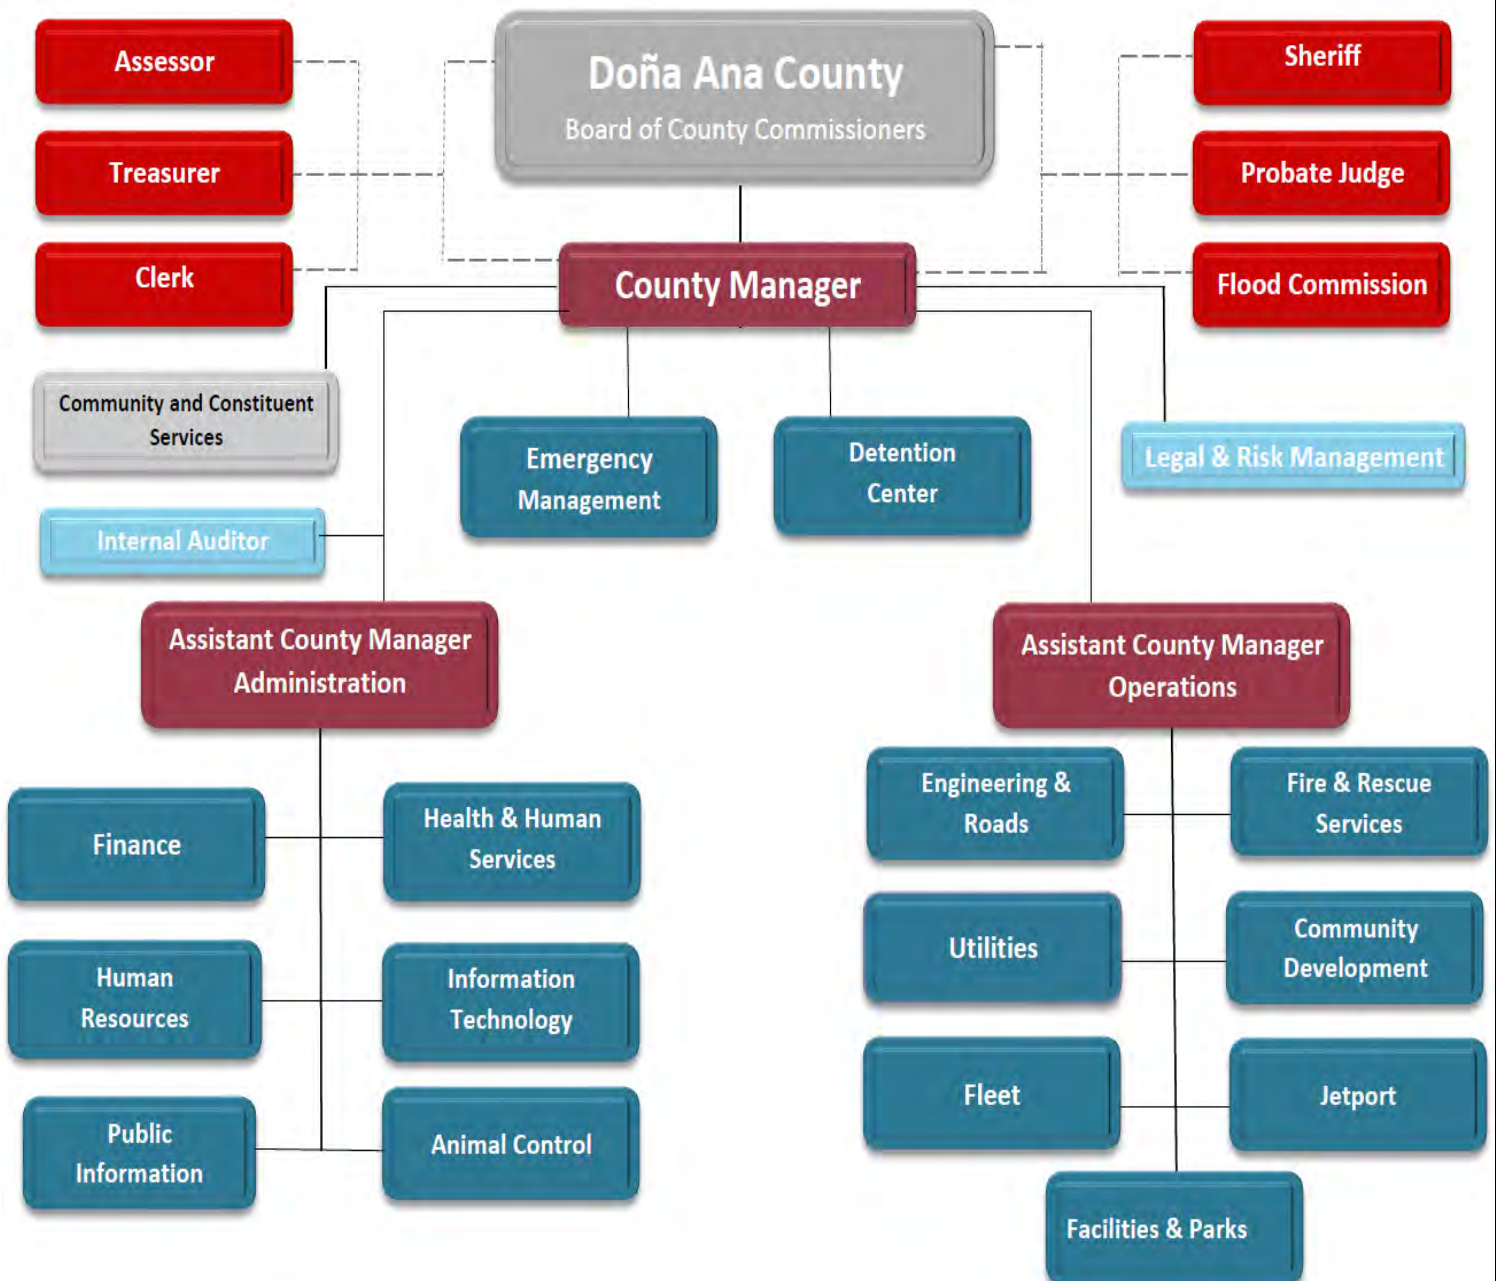 Assessor
Doña Ana County
Board of County Commissioners
Sheriff
Treasurer
Probate Judge
Clerk
County Manager
Flood Commission
Community and Constituent
Services
Emergency
Management
Detention
Center
Legal & Risk Management
Internal Auditor
Assistant County Manager
Administration
Assistant County Manager
Operations
Finance
Health & Human
Services
Engineering &
Roads
Fire & Rescue
Services
Human
Resources
Information
Technology
Utilities
Community
Development
Public
Information
Animal Control
Fleet
Jetport
Facilities & Parks